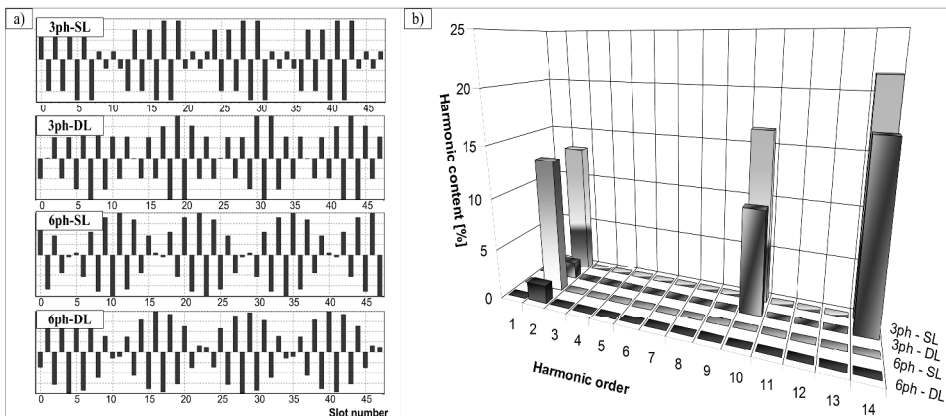 a)
3ph-SL
0 5 10 15 20 25 30 35 40 45
3ph-DL
0 5 10 15 20 25 30 35 40 45
6ph-SL
0 5 10 15 20 25 30 35 40 45
6ph-DL
0 5 10 15 20 25 30 35 40 45
Slot number
b)
Harmonic content [%]
25
20
15
10
5
0
1 2 3 4 5 6 7 8 9 10 11 12 13 14
Harmonic order
3ph - SL
3ph - DL
6ph - SL
6ph - DL